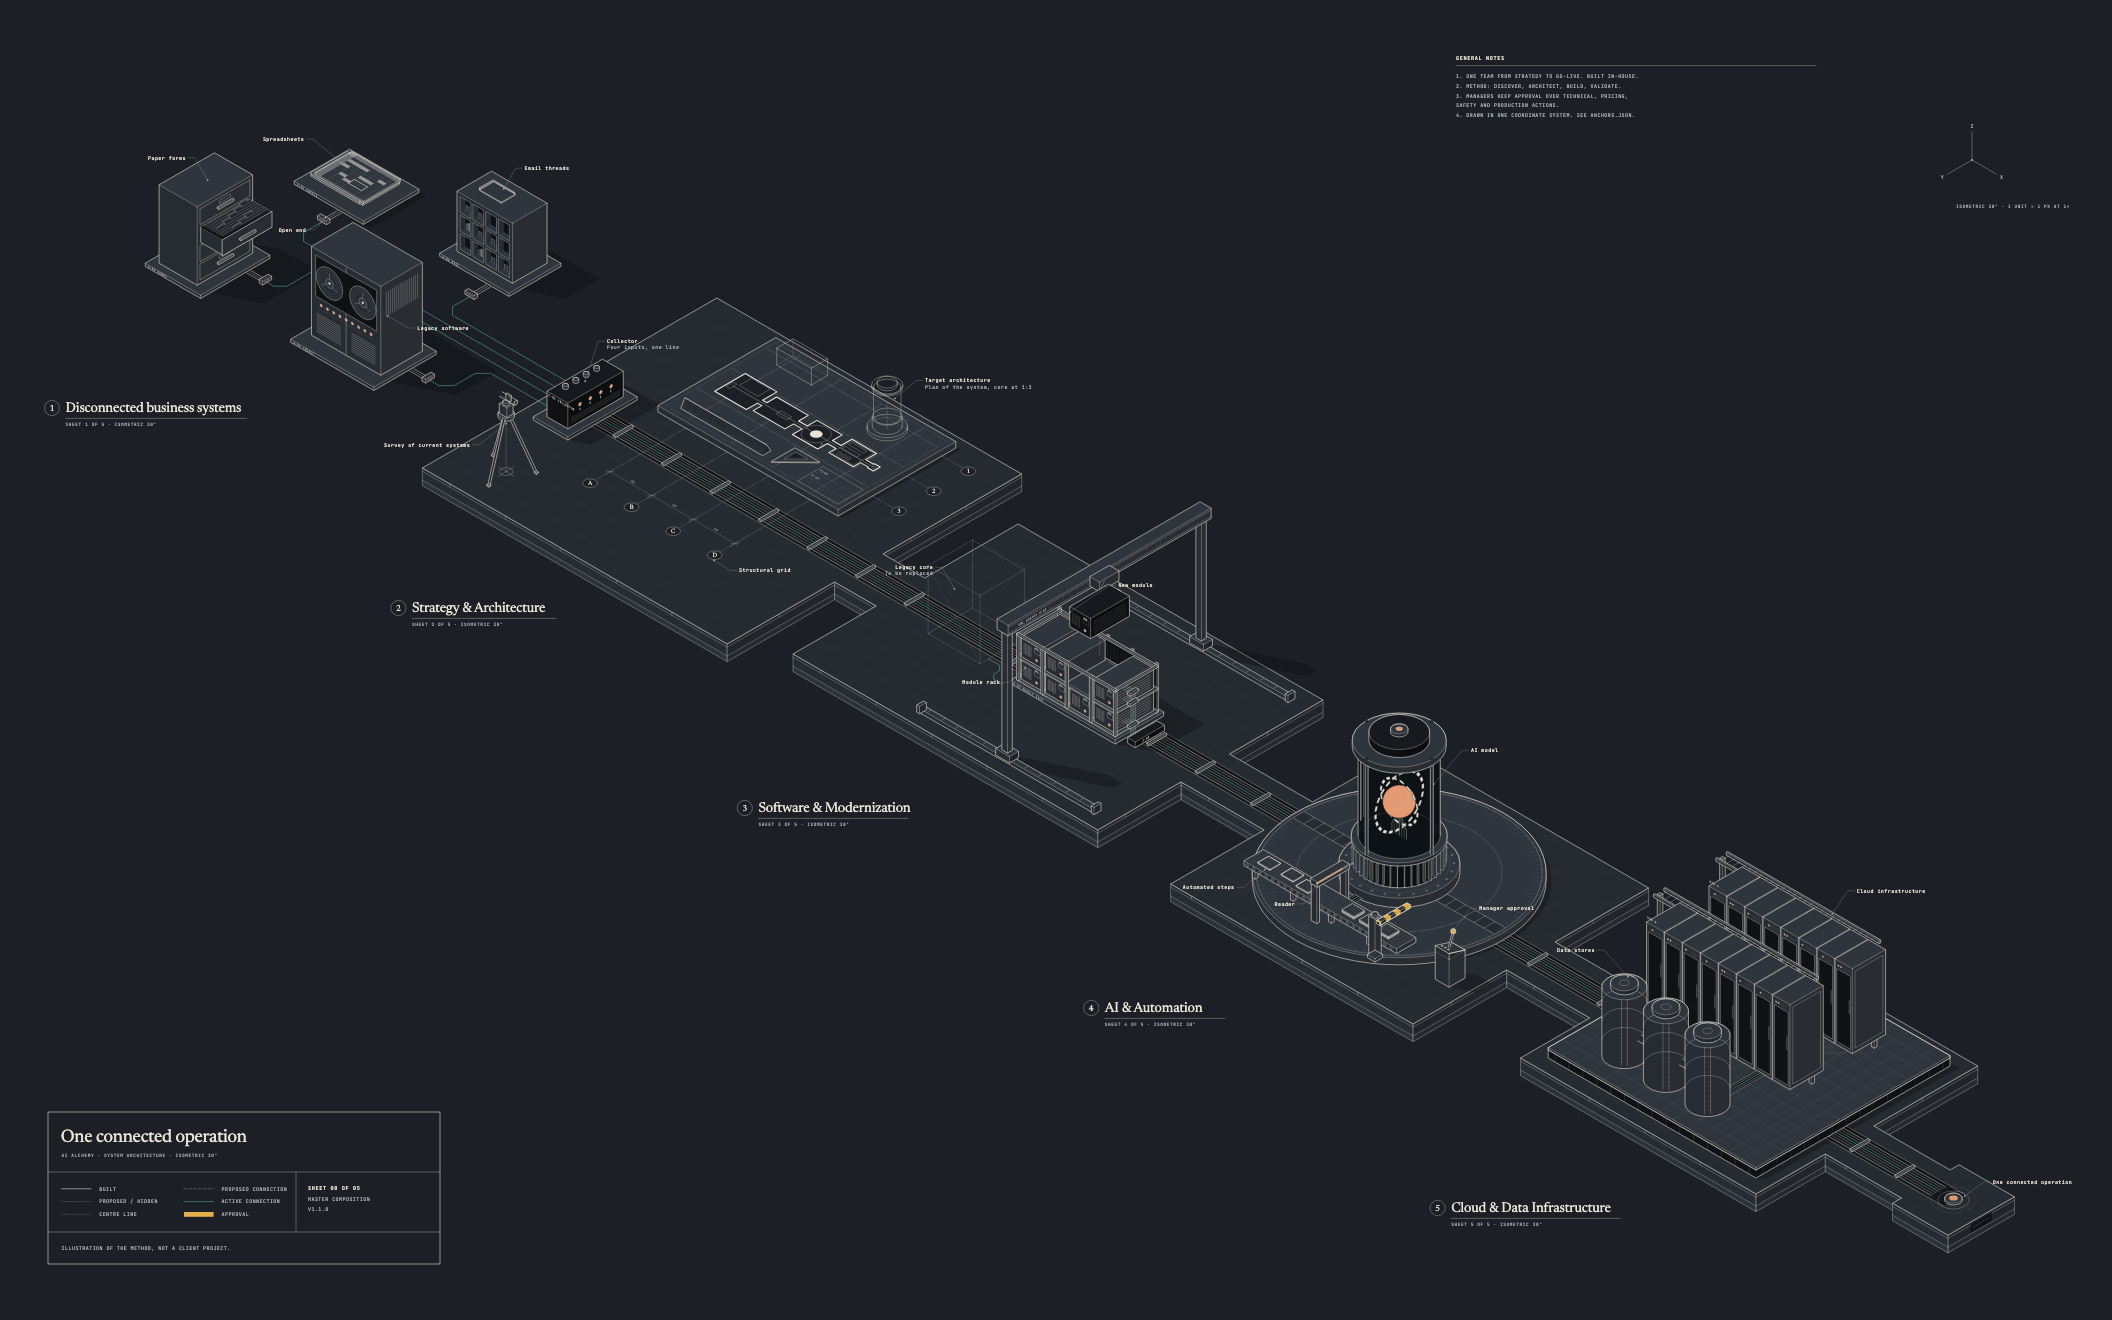 GENERAL NOTES
1. ONE TEAM FROM STRATEGY TO GO-LIVE. BUILT IN-HOUSE.
2. METHOD: DISCOVER, ARCHITECT, BUILD, VALIDATE.
3. MANAGERS KEEP APPROVAL OVER TECHNICAL, PRICING,
SAFETY AND PRODUCTION ACTIONS.
4. DRAWN IN ONE COORDINATE SYSTEM. SEE ANCHORS.JSON.
Z
Y
X
ISOMETRIC 30° · 1 UNIT = 1 PX AT 1×
Spreadsheets
Paper forms
Email threads
Open end
Legacy software
1 Disconnected business systems
SHEET 1 OF 5 · ISOMETRIC 30°
Collector
Four inputs, one line
Target architecture
Plan of the system, core at 1:3
Survey of current systems
A
B
C
D
1
2
3
Structural grid
2 Strategy & Architecture
SHEET 2 OF 5 · ISOMETRIC 30°
Legacy core
To be replaced
New module
Module rack
3 Software & Modernization
SHEET 3 OF 5 · ISOMETRIC 30°
AI model
Automated steps
Reader
Manager approval
4 AI & Automation
SHEET 4 OF 5 · ISOMETRIC 30°
Cloud infrastructure
Data stores
One connected operation
5 Cloud & Data Infrastructure
SHEET 5 OF 5 · ISOMETRIC 30°
One connected operation
AI ALCHEMY · SYSTEM ARCHITECTURE · ISOMETRIC 30°
BUILT
PROPOSED / HIDDEN
CENTRE LINE
PROPOSED CONNECTION
ACTIVE CONNECTION
APPROVAL
SHEET 00 OF 05
MASTER COMPOSITION
V1.1.0
ILLUSTRATION OF THE METHOD, NOT A CLIENT PROJECT.